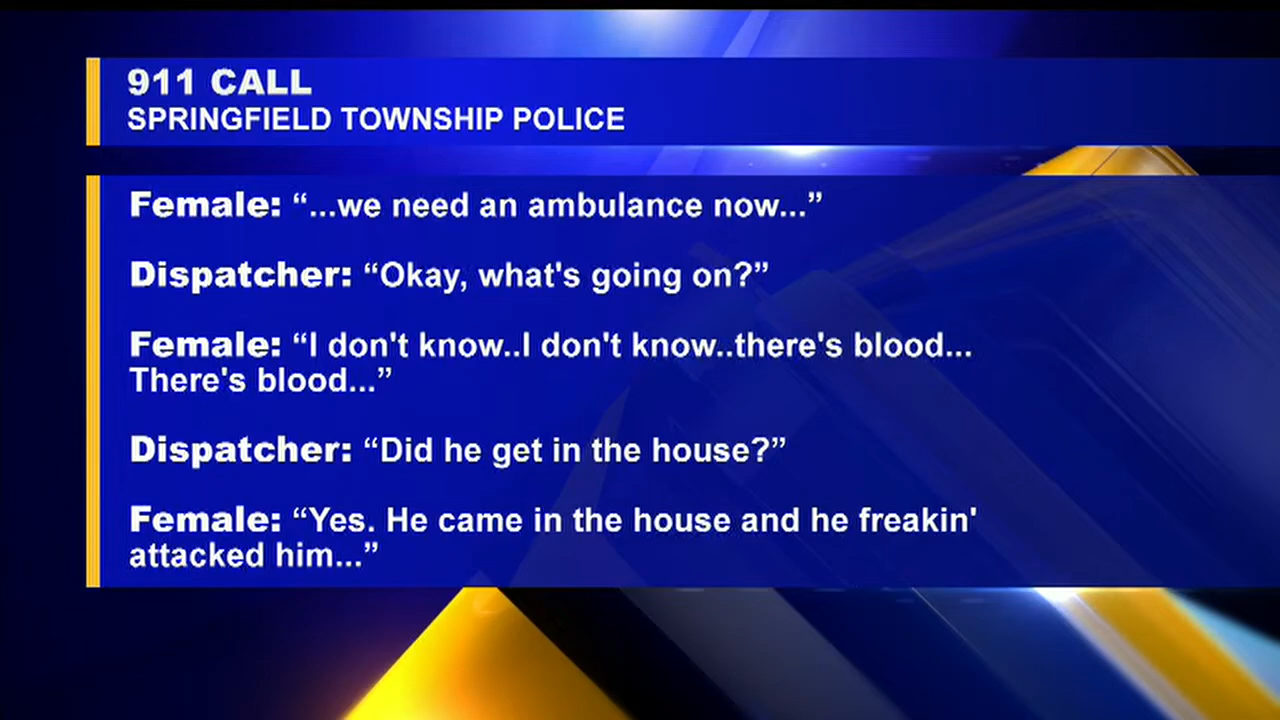 911 CALL
SPRINGFIELD TOWNSHIP POLICE
Female: “...we need an ambulance now...”
Dispatcher: “Okay, what's going on?”
Female: “I don't know..I don't know..there's blood...
There's blood...”
Dispatcher: “Did he get in the house?”
Female: “Yes. He came in the house and he freakin'
attacked him...”